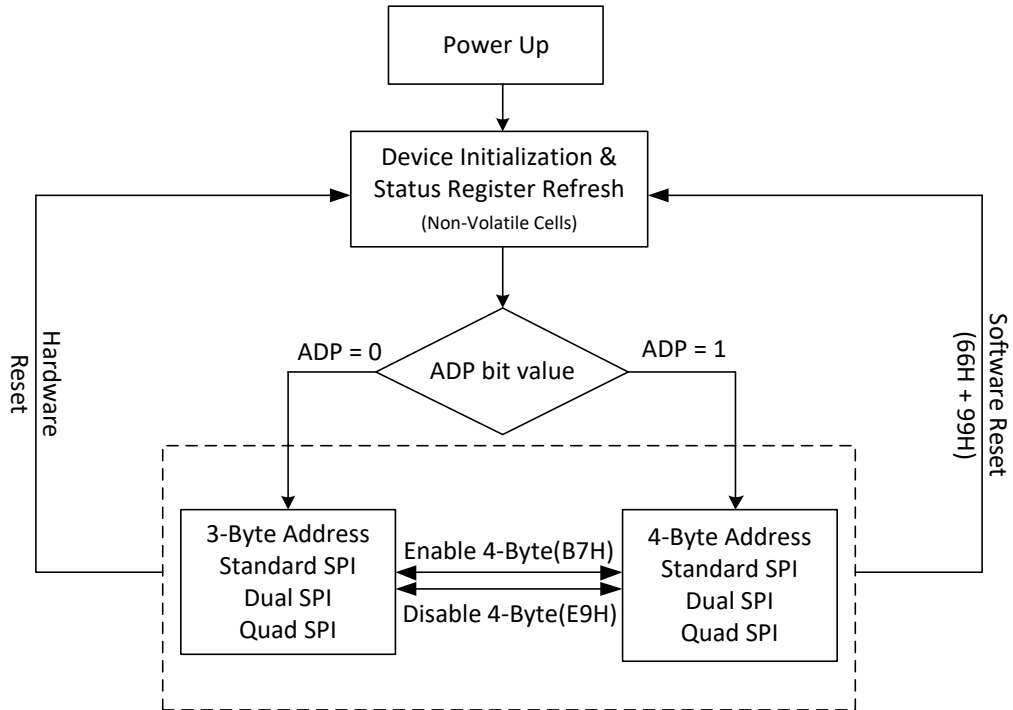 Power Up
Device Initialization &
Status Register Refresh
(Non-Volatile Cells)
Hardware
Reset
ADP = 0
ADP bit value
ADP = 1
Software Reset
(66H + 99H)
3-Byte Address
Standard SPI
Dual SPI
Quad SPI
Enable 4-Byte(B7H)
Disable 4-Byte(E9H)
4-Byte Address
Standard SPI
Dual SPI
Quad SPI